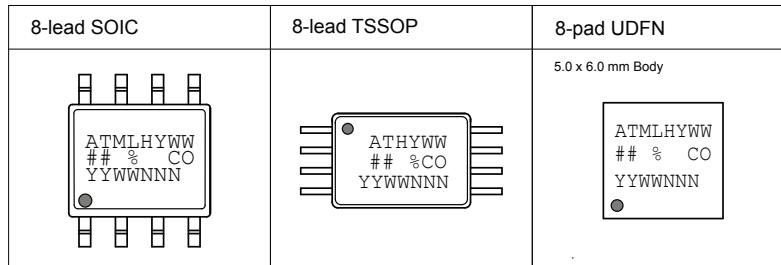 8-lead SOIC
8-lead TSSOP
8-pad UDFN
5.0 x 6.0 mm Body
ATMLHYWW
## % CO
YYWWNNN
ATHYWW
## %CO
YYWWNNN
ATMLHYWW
## % CO
YYWWNNN